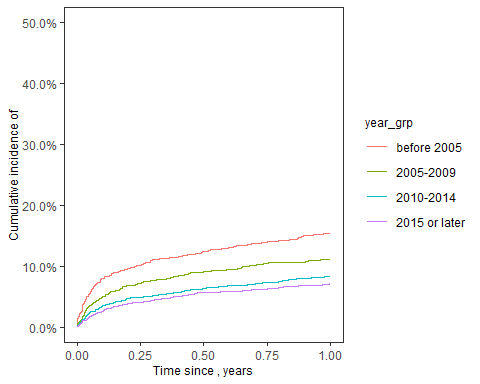 50.0%
40.0%
30.0%
20.0%
10.0%
0.0%
Cumulative incidence of
0.00 0.25 0.50 0.75 1.00
Time since , years
year_grp
before 2005
2005-2009
2010-2014
2015 or later